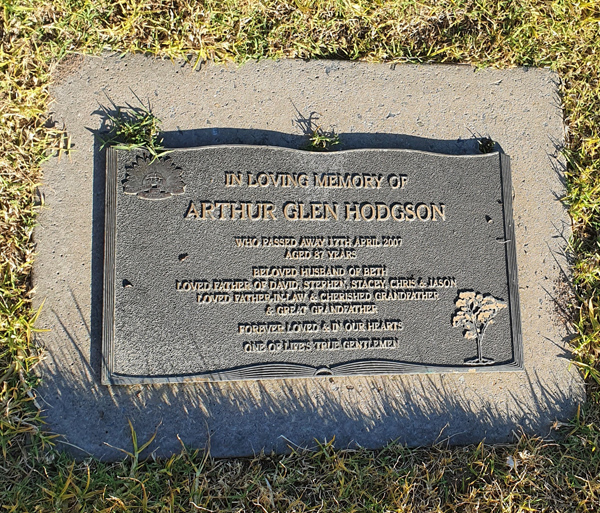 IN LOVING MEMORY OF
ARTHUR GLEN HODGSON
WHO PASSED AWAY 17TH APRIL 2007
AGED 87 YEARS
BELOVED HUSBAND OF BETH
LOVED FATHER OF DAVID, STEPHEN, STACEY, CHRIS & JASON
LOVED FATHER-IN-LAW & CHERISHED GRANDFATHER
& GREAT GRANDFATHER
FOREVER LOVED & IN OUR HEARTS
ONE OF LIFE'S TRUE GENTLEMEN